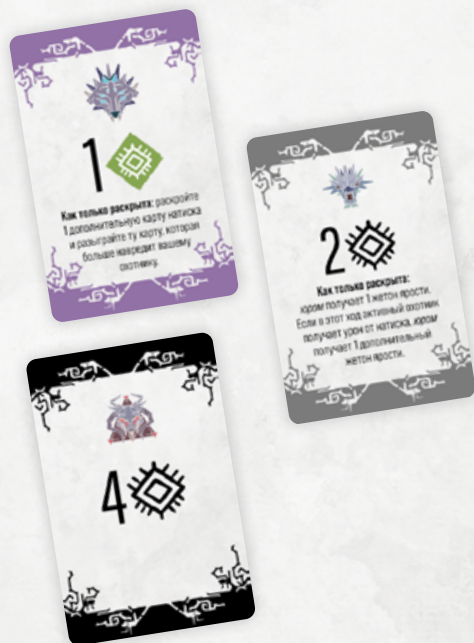 1
Как только раскрыта: раскройте
1 дополнительную карту натиска
и разыграйте ту карту, которая
больше навредит вашему
охотнику.
2
Как только раскрыта:
хором получает 1 жетон ярости.
Если в этот ход активный охотник
получает урон от натиска, хором
получает 1 дополнительный
жетон ярости.
4